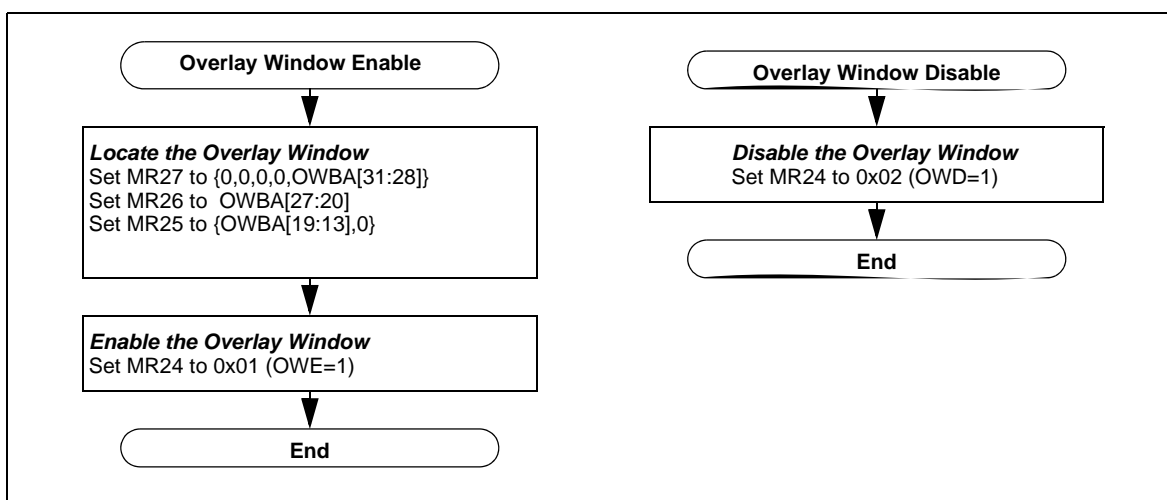 Overlay Window Enable
Locate the Overlay Window
Set MR27 to {0,0,0,0,OWBA[31:28]}
Set MR26 to OWBA[27:20]
Set MR25 to {OWBA[19:13],0}
Enable the Overlay Window
Set MR24 to 0x01 (OWE=1)
End
Overlay Window Disable
Disable the Overlay Window
Set MR24 to 0x02 (OWD=1)
End